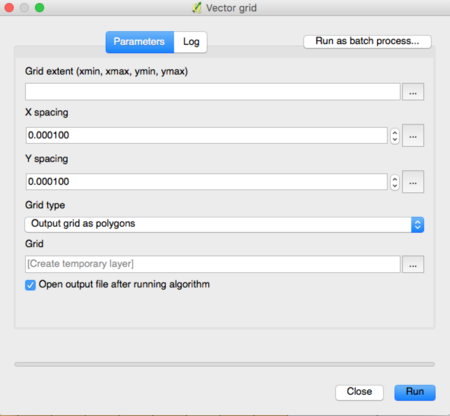 Vector grid
Parameters Log Run as batch process...
Grid extent (xmin, xmax, ymin, ymax)
...
X spacing
0.000100 ...
Y spacing
0.000100 ...
Grid type
Output grid as polygons
Grid
[Create temporary layer] ...
Open output file after running algorithm
Close Run